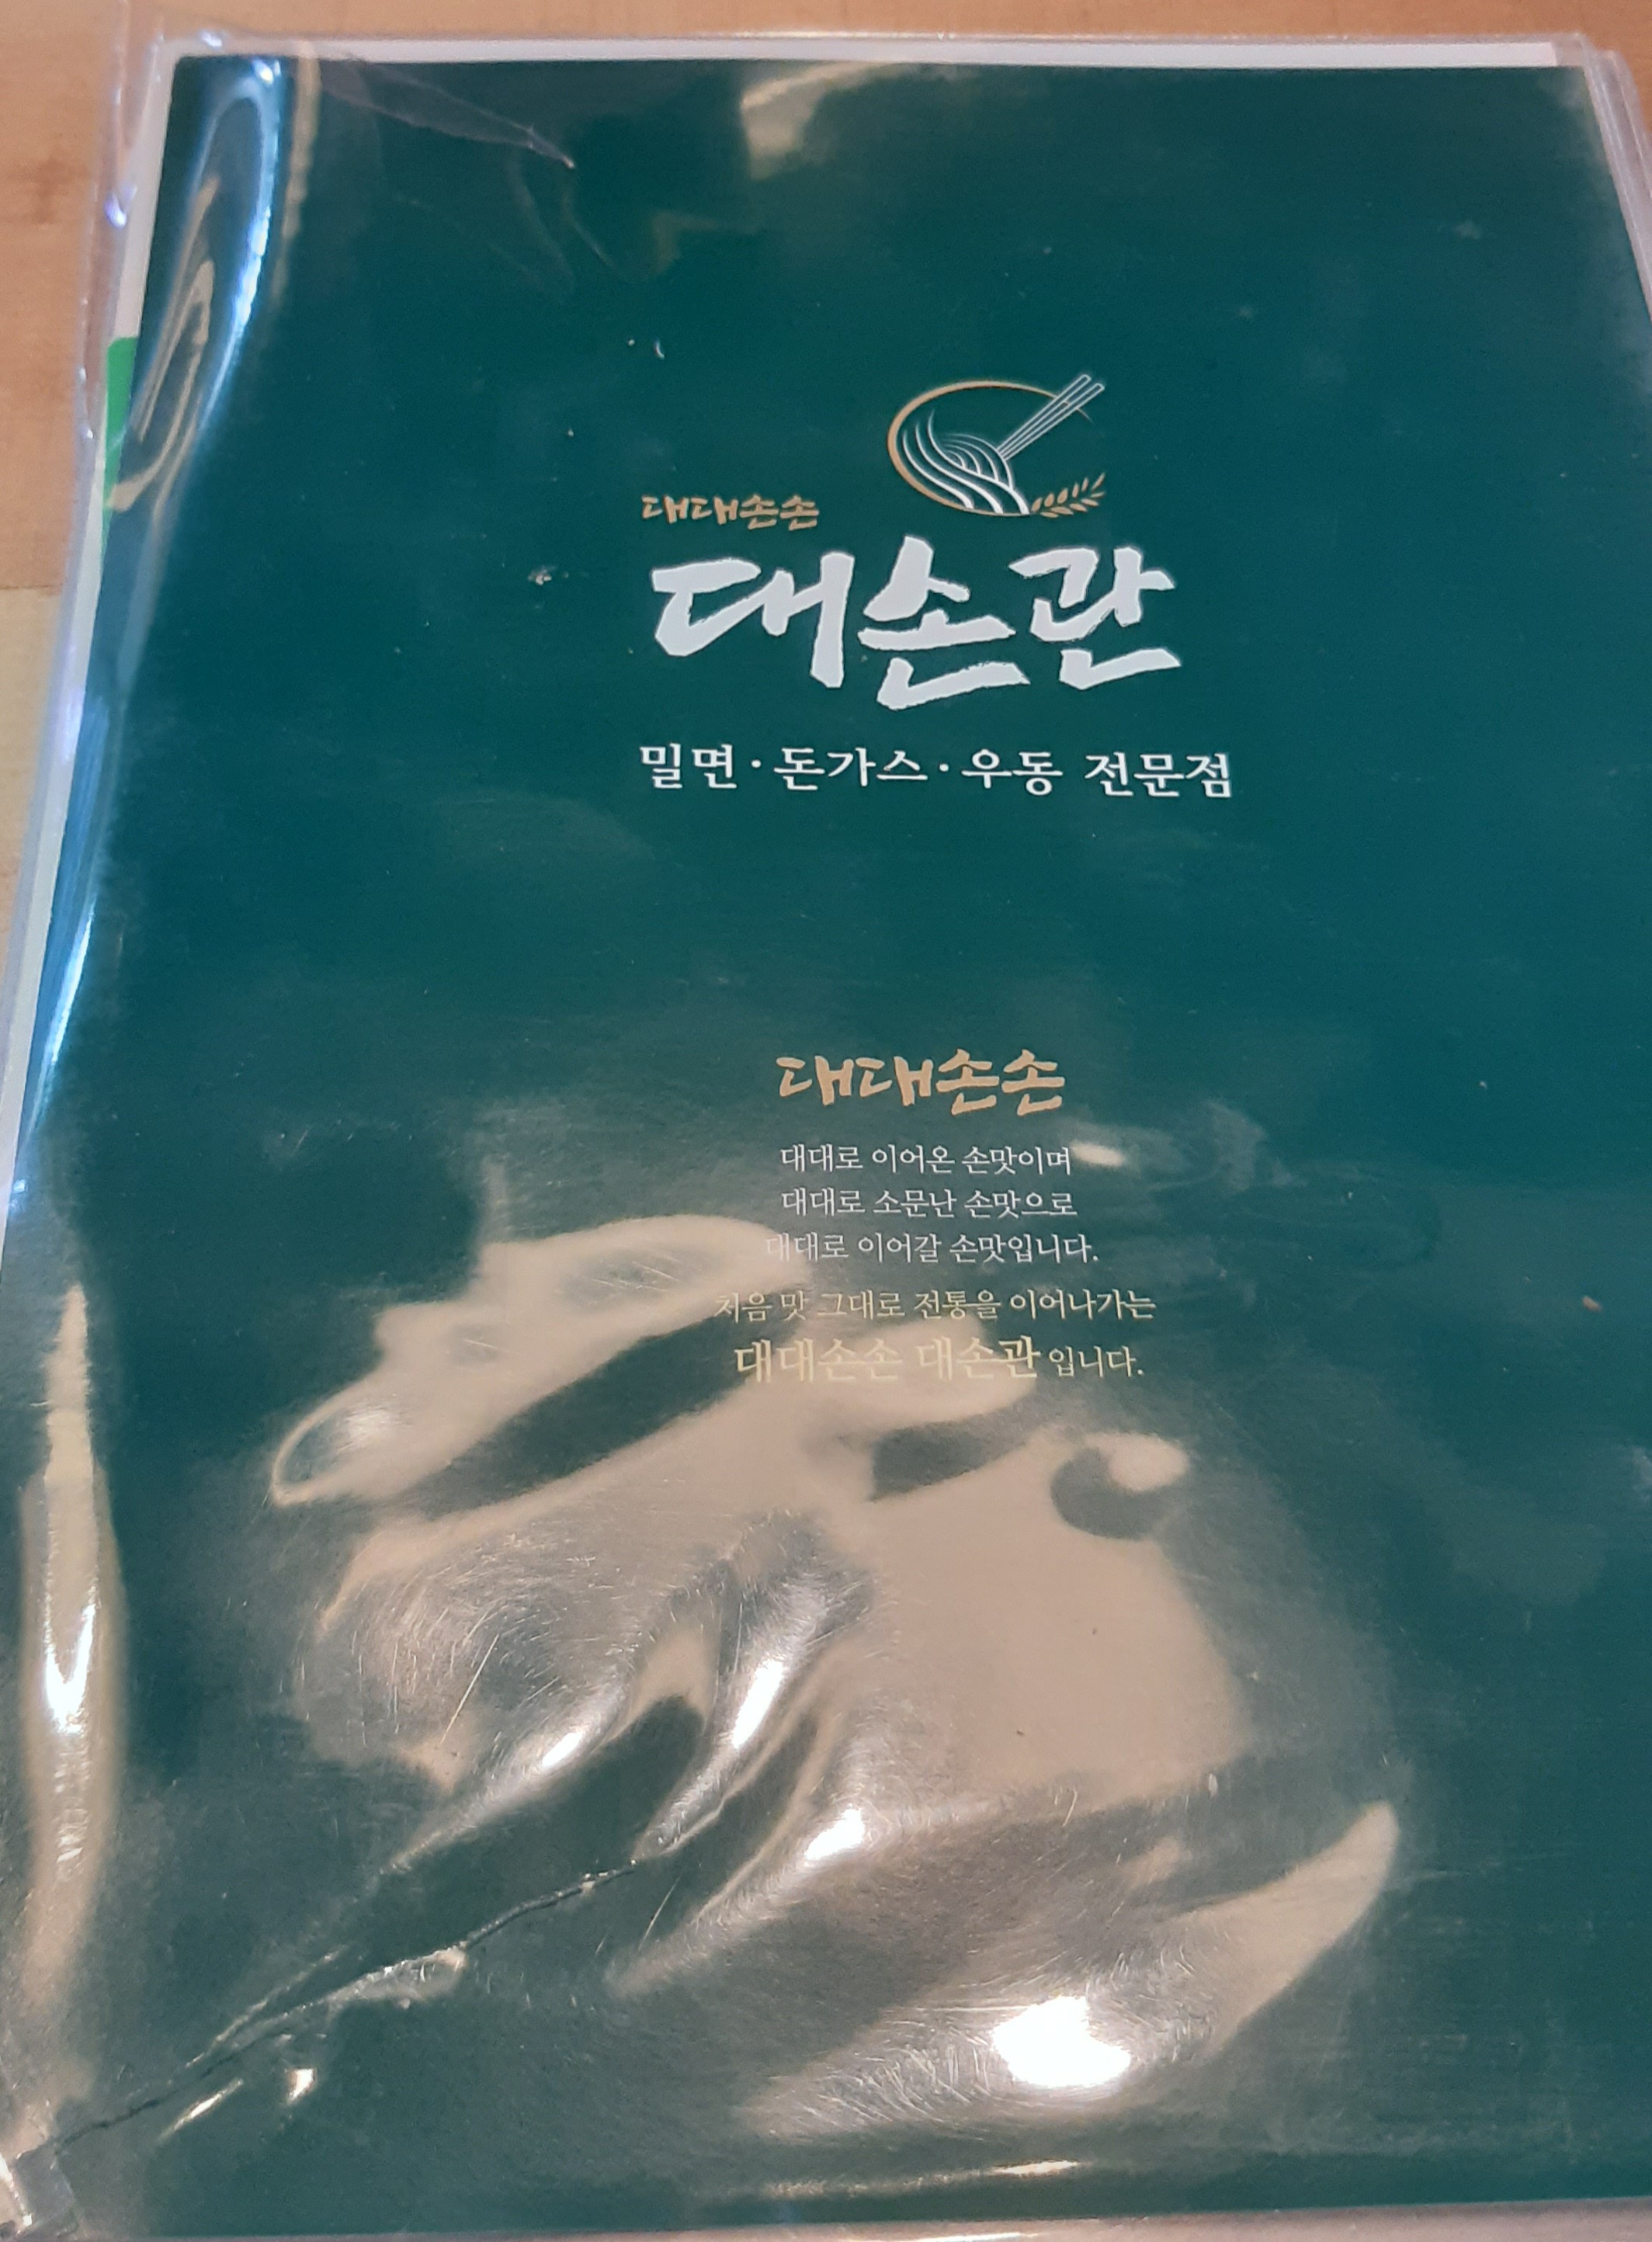 대대손손
대손관
밀면·돈가스·우동 전문점
대대손손
대대로 이어온 손맛이며
대대로 소문난 손맛으로
대대로 이어갈 손맛입니다.
처음 맛 그대로 전통을 이어나가는
대대손손 대손관 입니다.